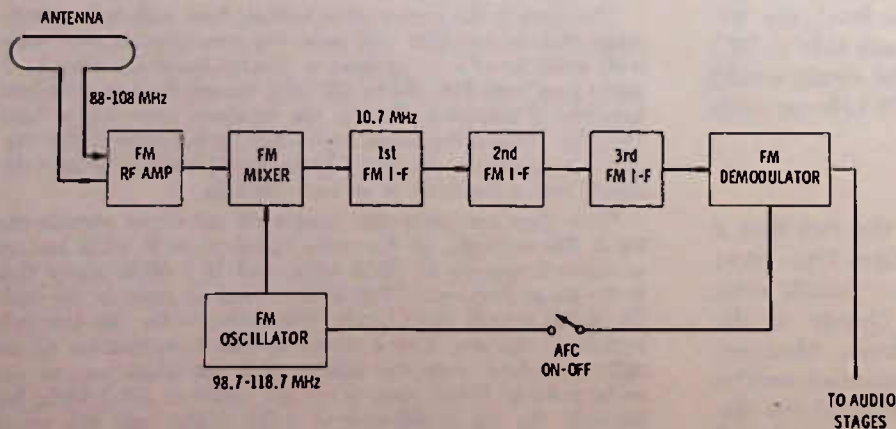 ANTENNA
88-108 MHz
FM
RF AMP
FM
MIXER
10.7 MHz
1st
FM I-F
2nd
FM I-F
3rd
FM I-F
FM
DEMODULATOR
FM
OSCILLATOR
98.7-118.7 MHz
AFC
ON-OFF
TO AUDIO
STAGES